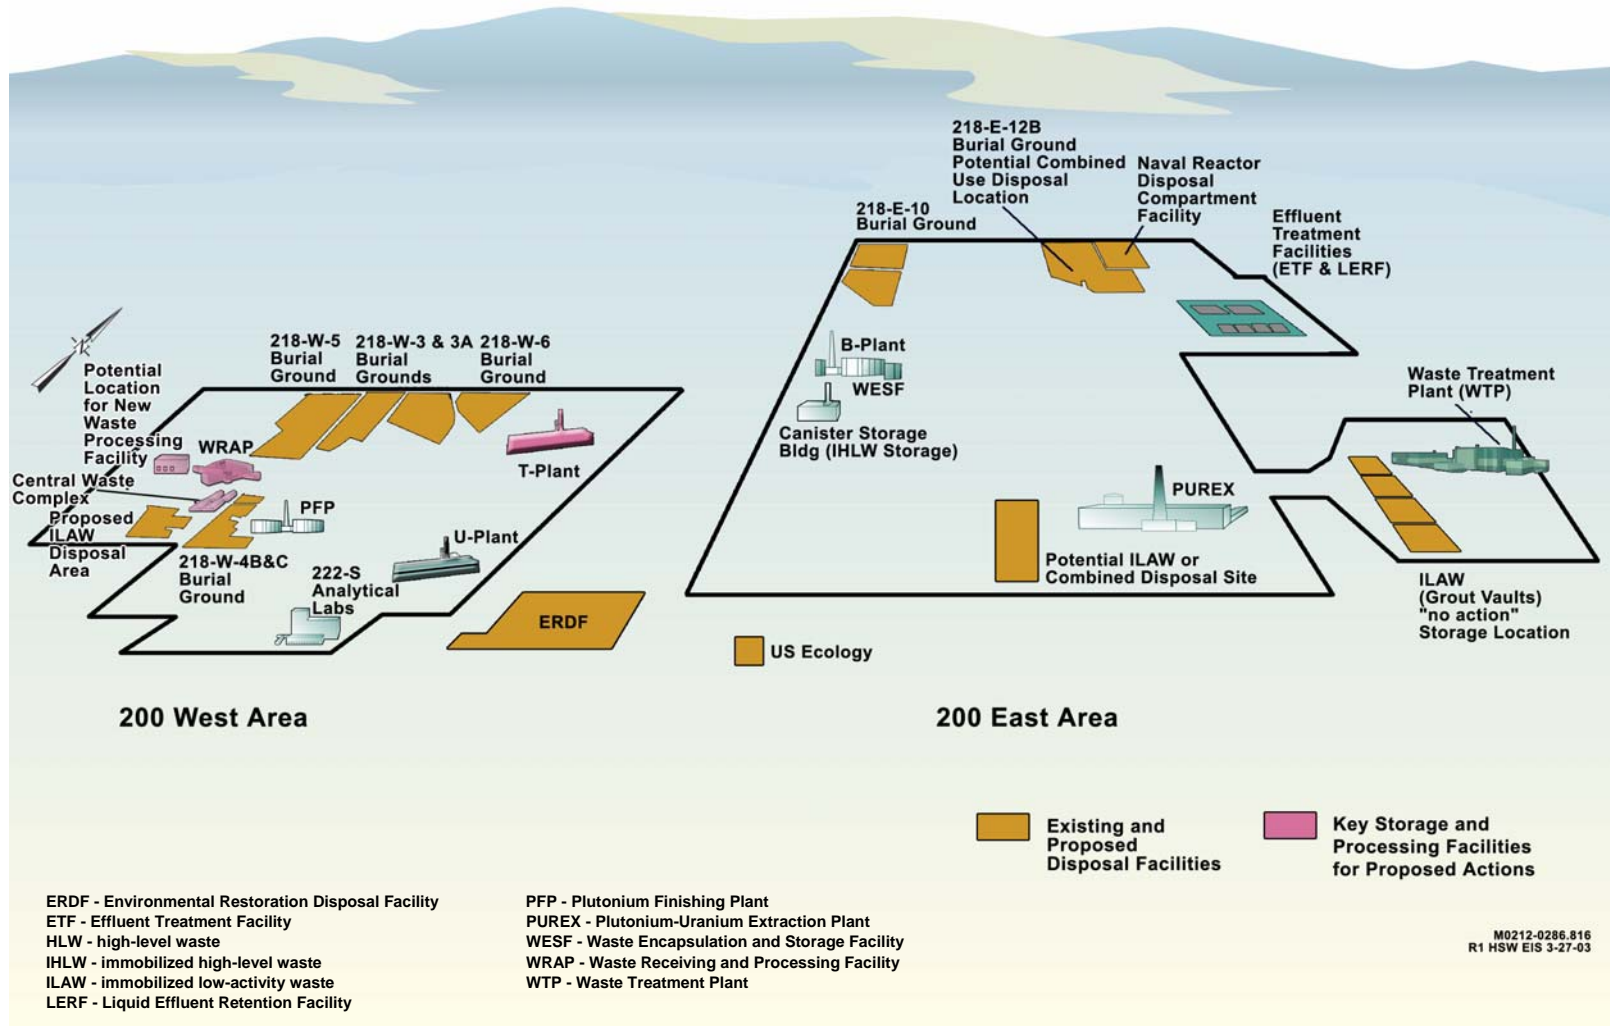 218-E-12B
Burial Ground
Potential Combined
Use Disposal
Location
Naval Reactor
Disposal
Compartment
Facility
218-E-10
Burial Ground
Effluent
Treatment
Facilities
(ETF & LERF)
218-W-5
Burial
Ground
218-W-3 & 3A
Burial
Grounds
218-W-6
Burial
Ground
B-Plant
WESF
Potential
Location
for New
Waste
Processing
Facility
Waste Treatment
Plant (WTP)
Canister Storage
Bldg (IHLW Storage)
WRAP
T-Plant
Central Waste
Complex
PFP
PUREX
Proposed
ILAW
Disposal
Area
U-Plant
218-W-4B&C
Burial
Ground
222-S
Analytical
Labs
Potential ILAW or
Combined Disposal Site
ILAW
(Grout Vaults)
"no action"
Storage Location
ERDF
US Ecology
200 West Area
200 East Area
Existing and
Proposed
Disposal Facilities
Key Storage and
Processing Facilities
for Proposed Actions
ERDF - Environmental Restoration Disposal Facility
ETF - Effluent Treatment Facility
HLW - high-level waste
IHLW - immobilized high-level waste
ILAW - immobilized low-activity waste
LERF - Liquid Effluent Retention Facility
PFP - Plutonium Finishing Plant
PUREX - Plutonium-Uranium Extraction Plant
WESF - Waste Encapsulation and Storage Facility
WRAP - Waste Receiving and Processing Facility
WTP - Waste Treatment Plant
M0212-0286.816
R1 HSW EIS 3-27-03